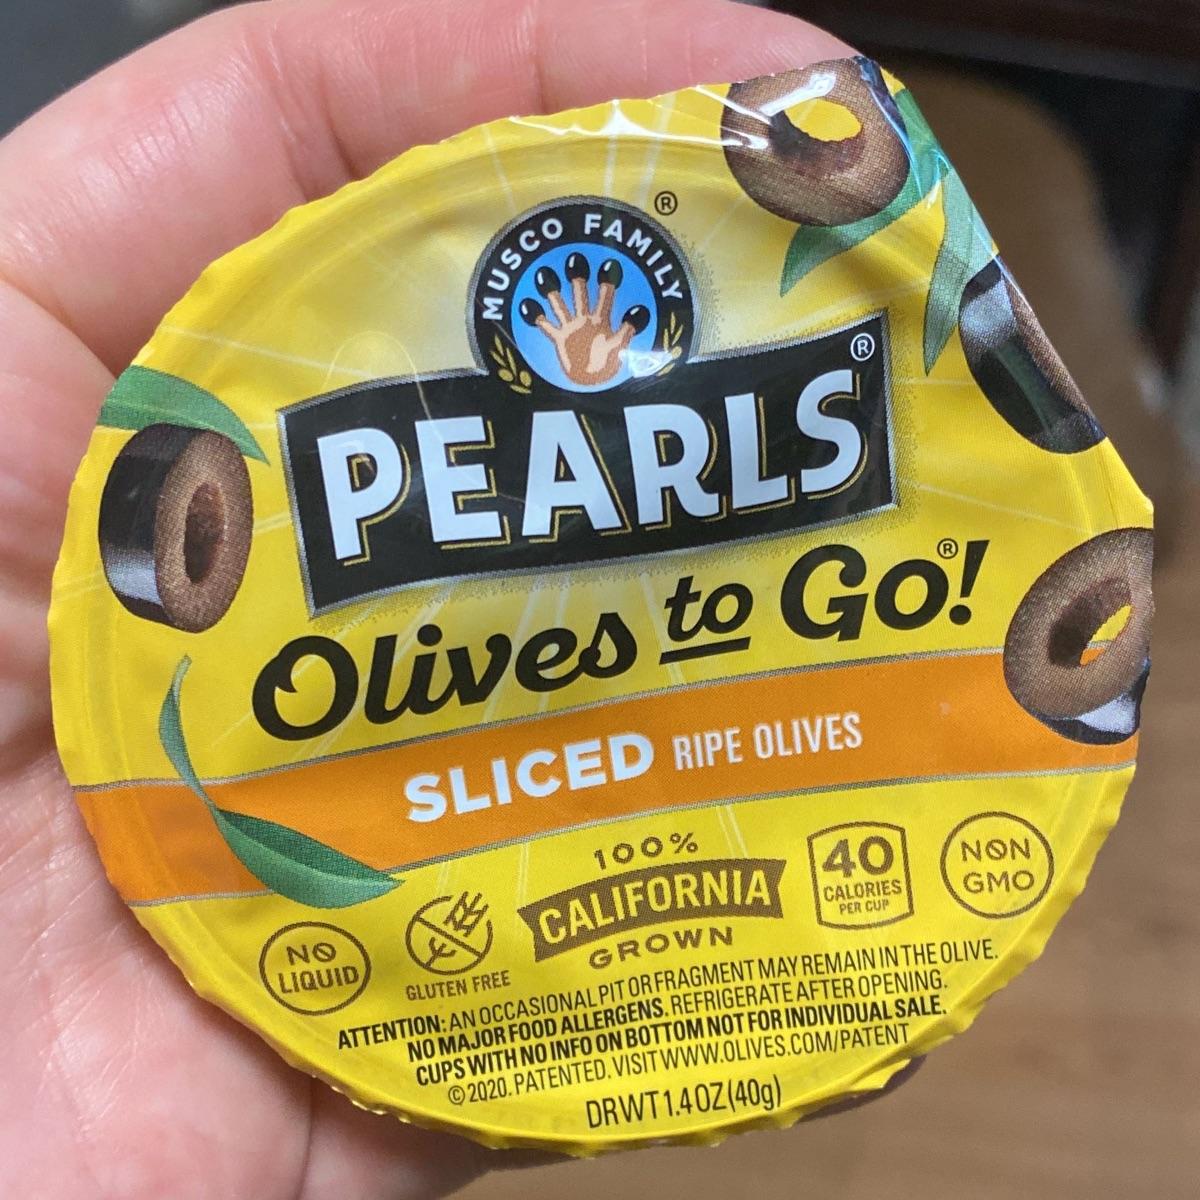 MUSCO FAMILY ®
PEARLS®
Olives to Go!®
SLICED RIPE OLIVES
NO
LIQUID
GLUTEN FREE
100%
CALIFORNIA
GROWN
40
CALORIES
PER CUP
NON
GMO
ATTENTION: AN OCCASIONAL PIT OR FRAGMENT MAY REMAIN IN THE OLIVE.
NO MAJOR FOOD ALLERGENS. REFRIGERATE AFTER OPENING.
CUPS WITH NO INFO ON BOTTOM NOT FOR INDIVIDUAL SALE.
© 2020. PATENTED. VISIT WWW.OLIVES.COM/PATENT
DR WT 1.4 OZ (40g)